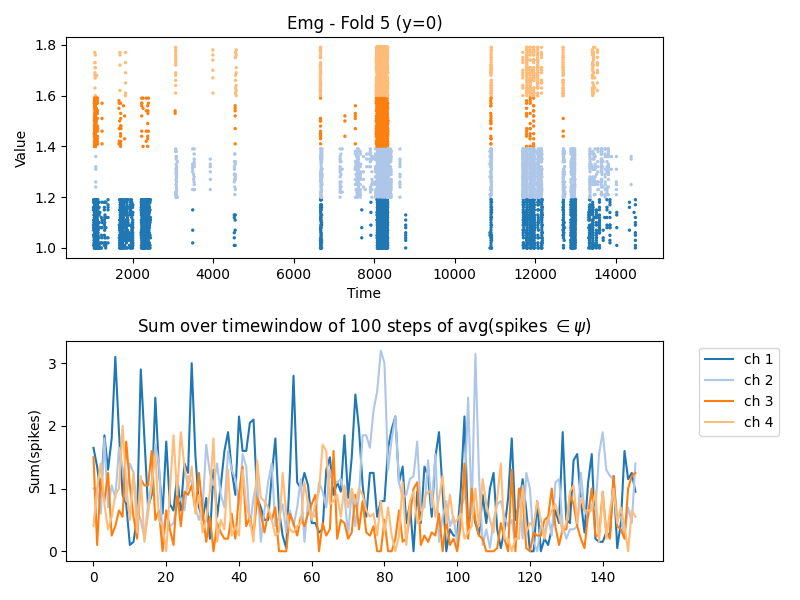 Emg - Fold 5 (y=0)
Value
1.8
1.6
1.4
1.2
1.0
2000 4000 6000 8000 10000 12000 14000
Time
Sum over timewindow of 100 steps of avg(spikes ∈ψ)
Sum(spikes)
3
2
1
0
0 20 40 60 80 100 120 140
ch 1
ch 2
ch 3
ch 4